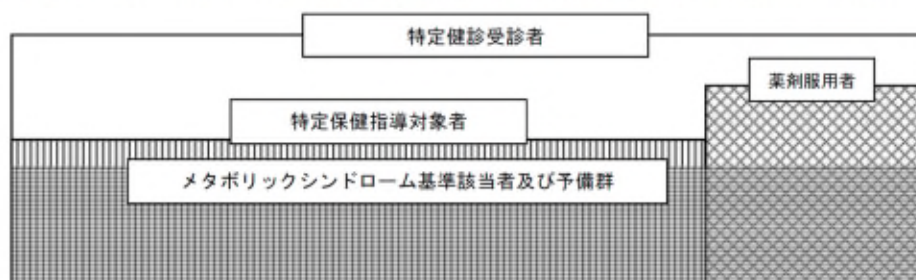 特定健診受診者
薬剤服用者
特定保健指導対象者
メタボリックシンドローム基準該当者及び予備群